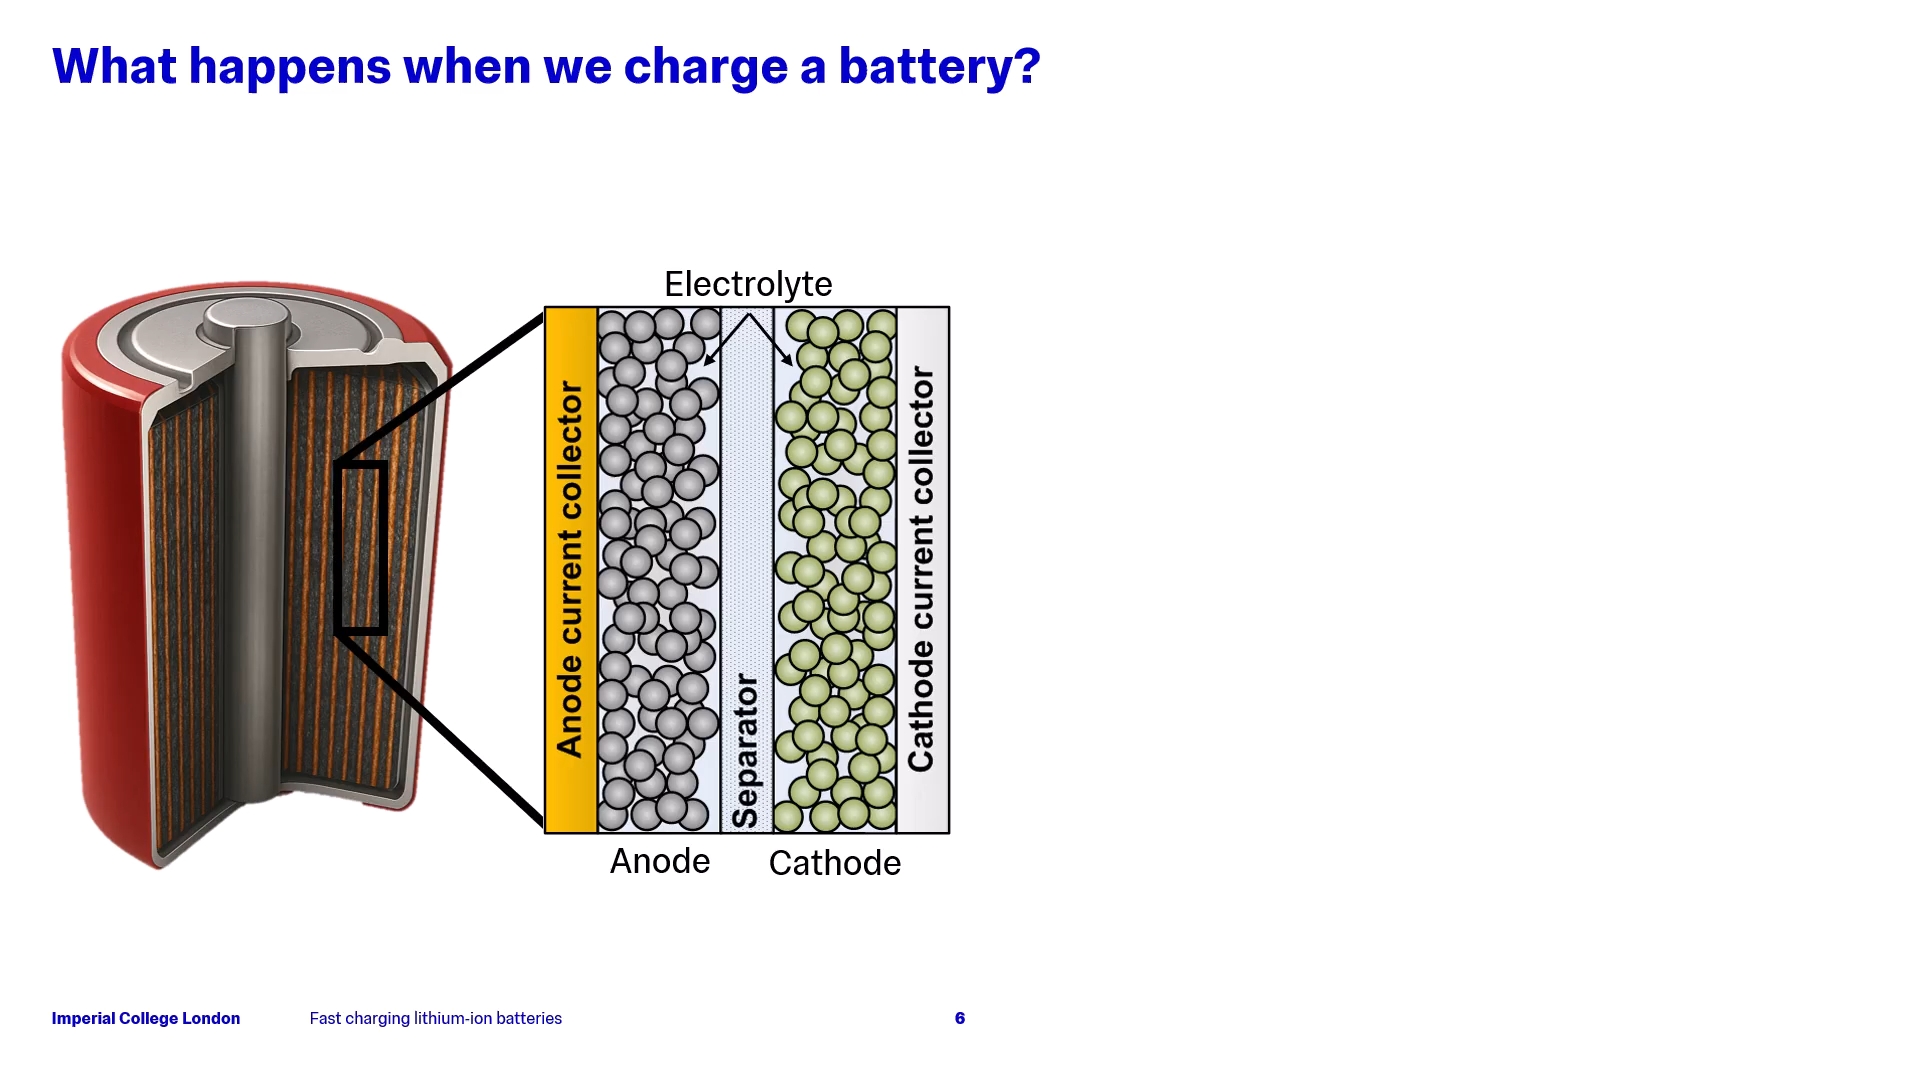 What happens when we charge a battery?
Electrolyte
Anode current collector
Separator
Cathode current collector
Anode
Cathode
Imperial College London
Fast charging lithium-ion batteries
6